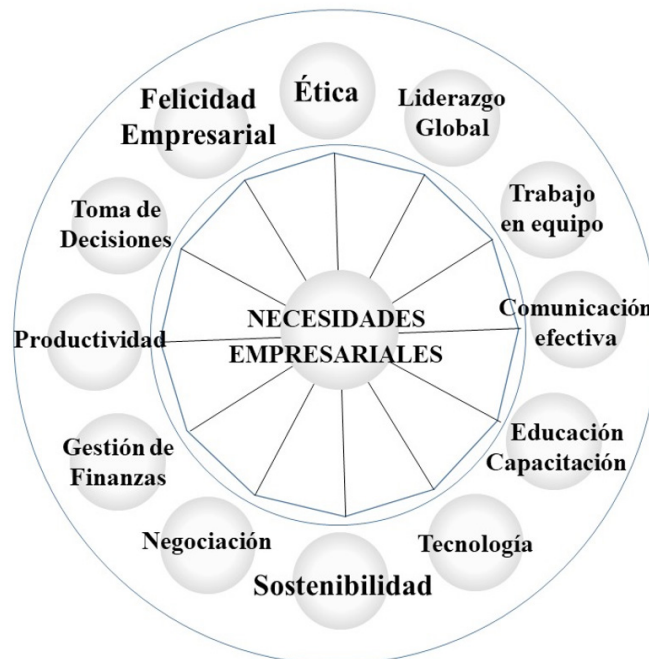 Ética
Liderazgo
Global
Trabajo
en equipo
Comunicación
efectiva
Educación
Capacitación
Tecnología
Sostenibilidad
Negociación
Gestión de
Finanzas
Productividad
Toma de
Decisiones
Felicidad
Empresarial
NECESIDADES
EMPRESARIALES